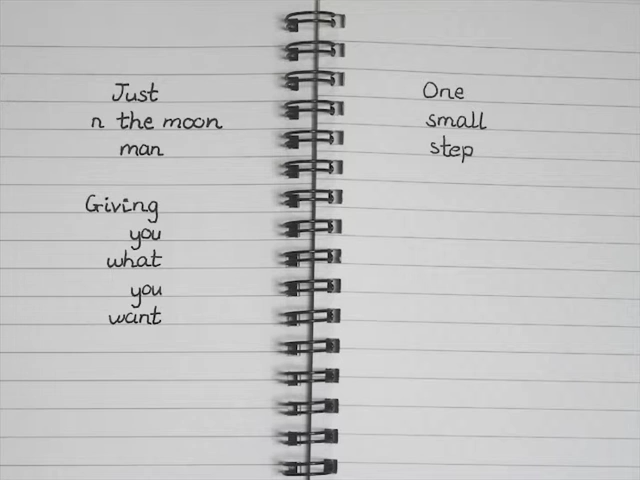 Just
n the moon
man
Giving
you
what
you
want
One
small
step